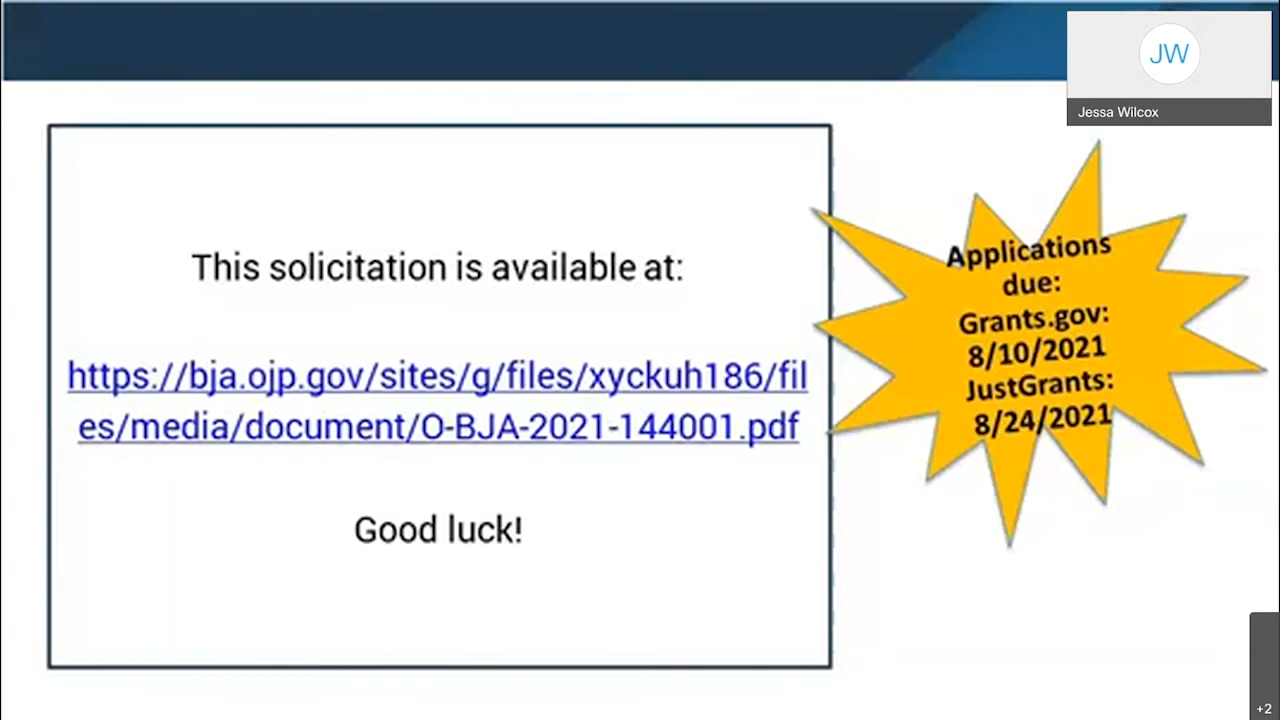 JW
Jessa Wilcox
This solicitation is available at:
https://bja.ojp.gov/sites/g/files/xyckuh186/fil
es/media/document/O-BJA-2021-144001.pdf
Good luck!
Applications
due:
Grants.gov:
8/10/2021
JustGrants:
8/24/2021
+2